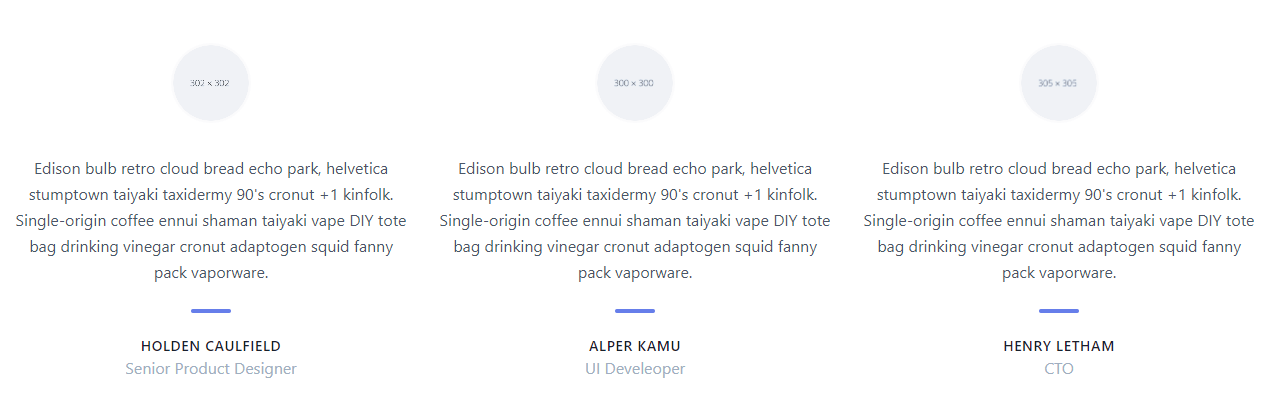 302 × 302
Edison bulb retro cloud bread echo park, helvetica
stumptown taiyaki taxidermy 90's cronut +1 kinfolk.
Single-origin coffee ennui shaman taiyaki vape DIY tote
bag drinking vinegar cronut adaptogen squid fanny
pack vaporware.
HOLDEN CAULFIELD
Senior Product Designer
300 × 300
Edison bulb retro cloud bread echo park, helvetica
stumptown taiyaki taxidermy 90's cronut +1 kinfolk.
Single-origin coffee ennui shaman taiyaki vape DIY tote
bag drinking vinegar cronut adaptogen squid fanny
pack vaporware.
ALPER KAMU
UI Develeoper
305 × 305
Edison bulb retro cloud bread echo park, helvetica
stumptown taiyaki taxidermy 90's cronut +1 kinfolk.
Single-origin coffee ennui shaman taiyaki vape DIY tote
bag drinking vinegar cronut adaptogen squid fanny
pack vaporware.
HENRY LETHAM
CTO